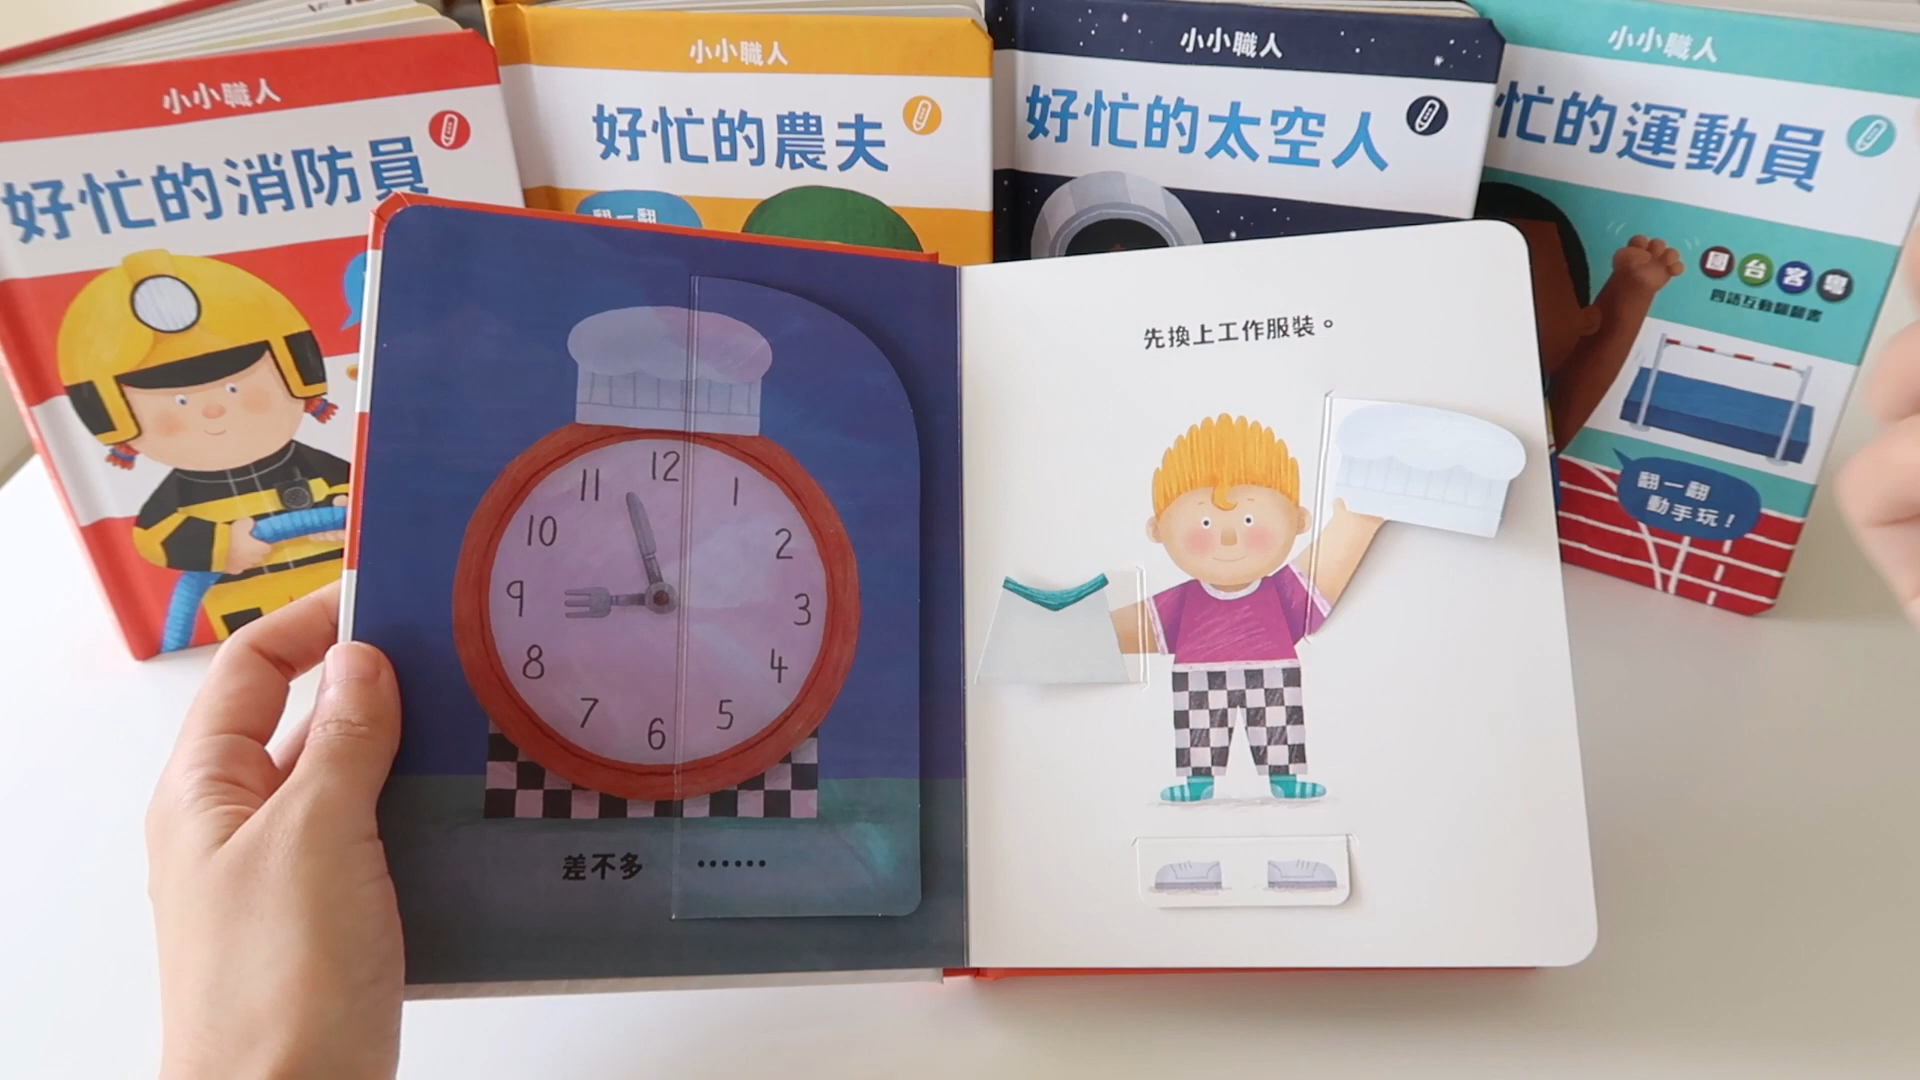 小小職人
好忙的消防員
小小職人
好忙的農夫
翻一翻
小小職人
好忙的太空人
小小職人
忙的運動員
國台客粵
四語互動翻翻書
翻一翻
動手玩!
12
11
1
10
2
9
3
8
4
7
5
6
差不多 ……
先換上工作服裝。